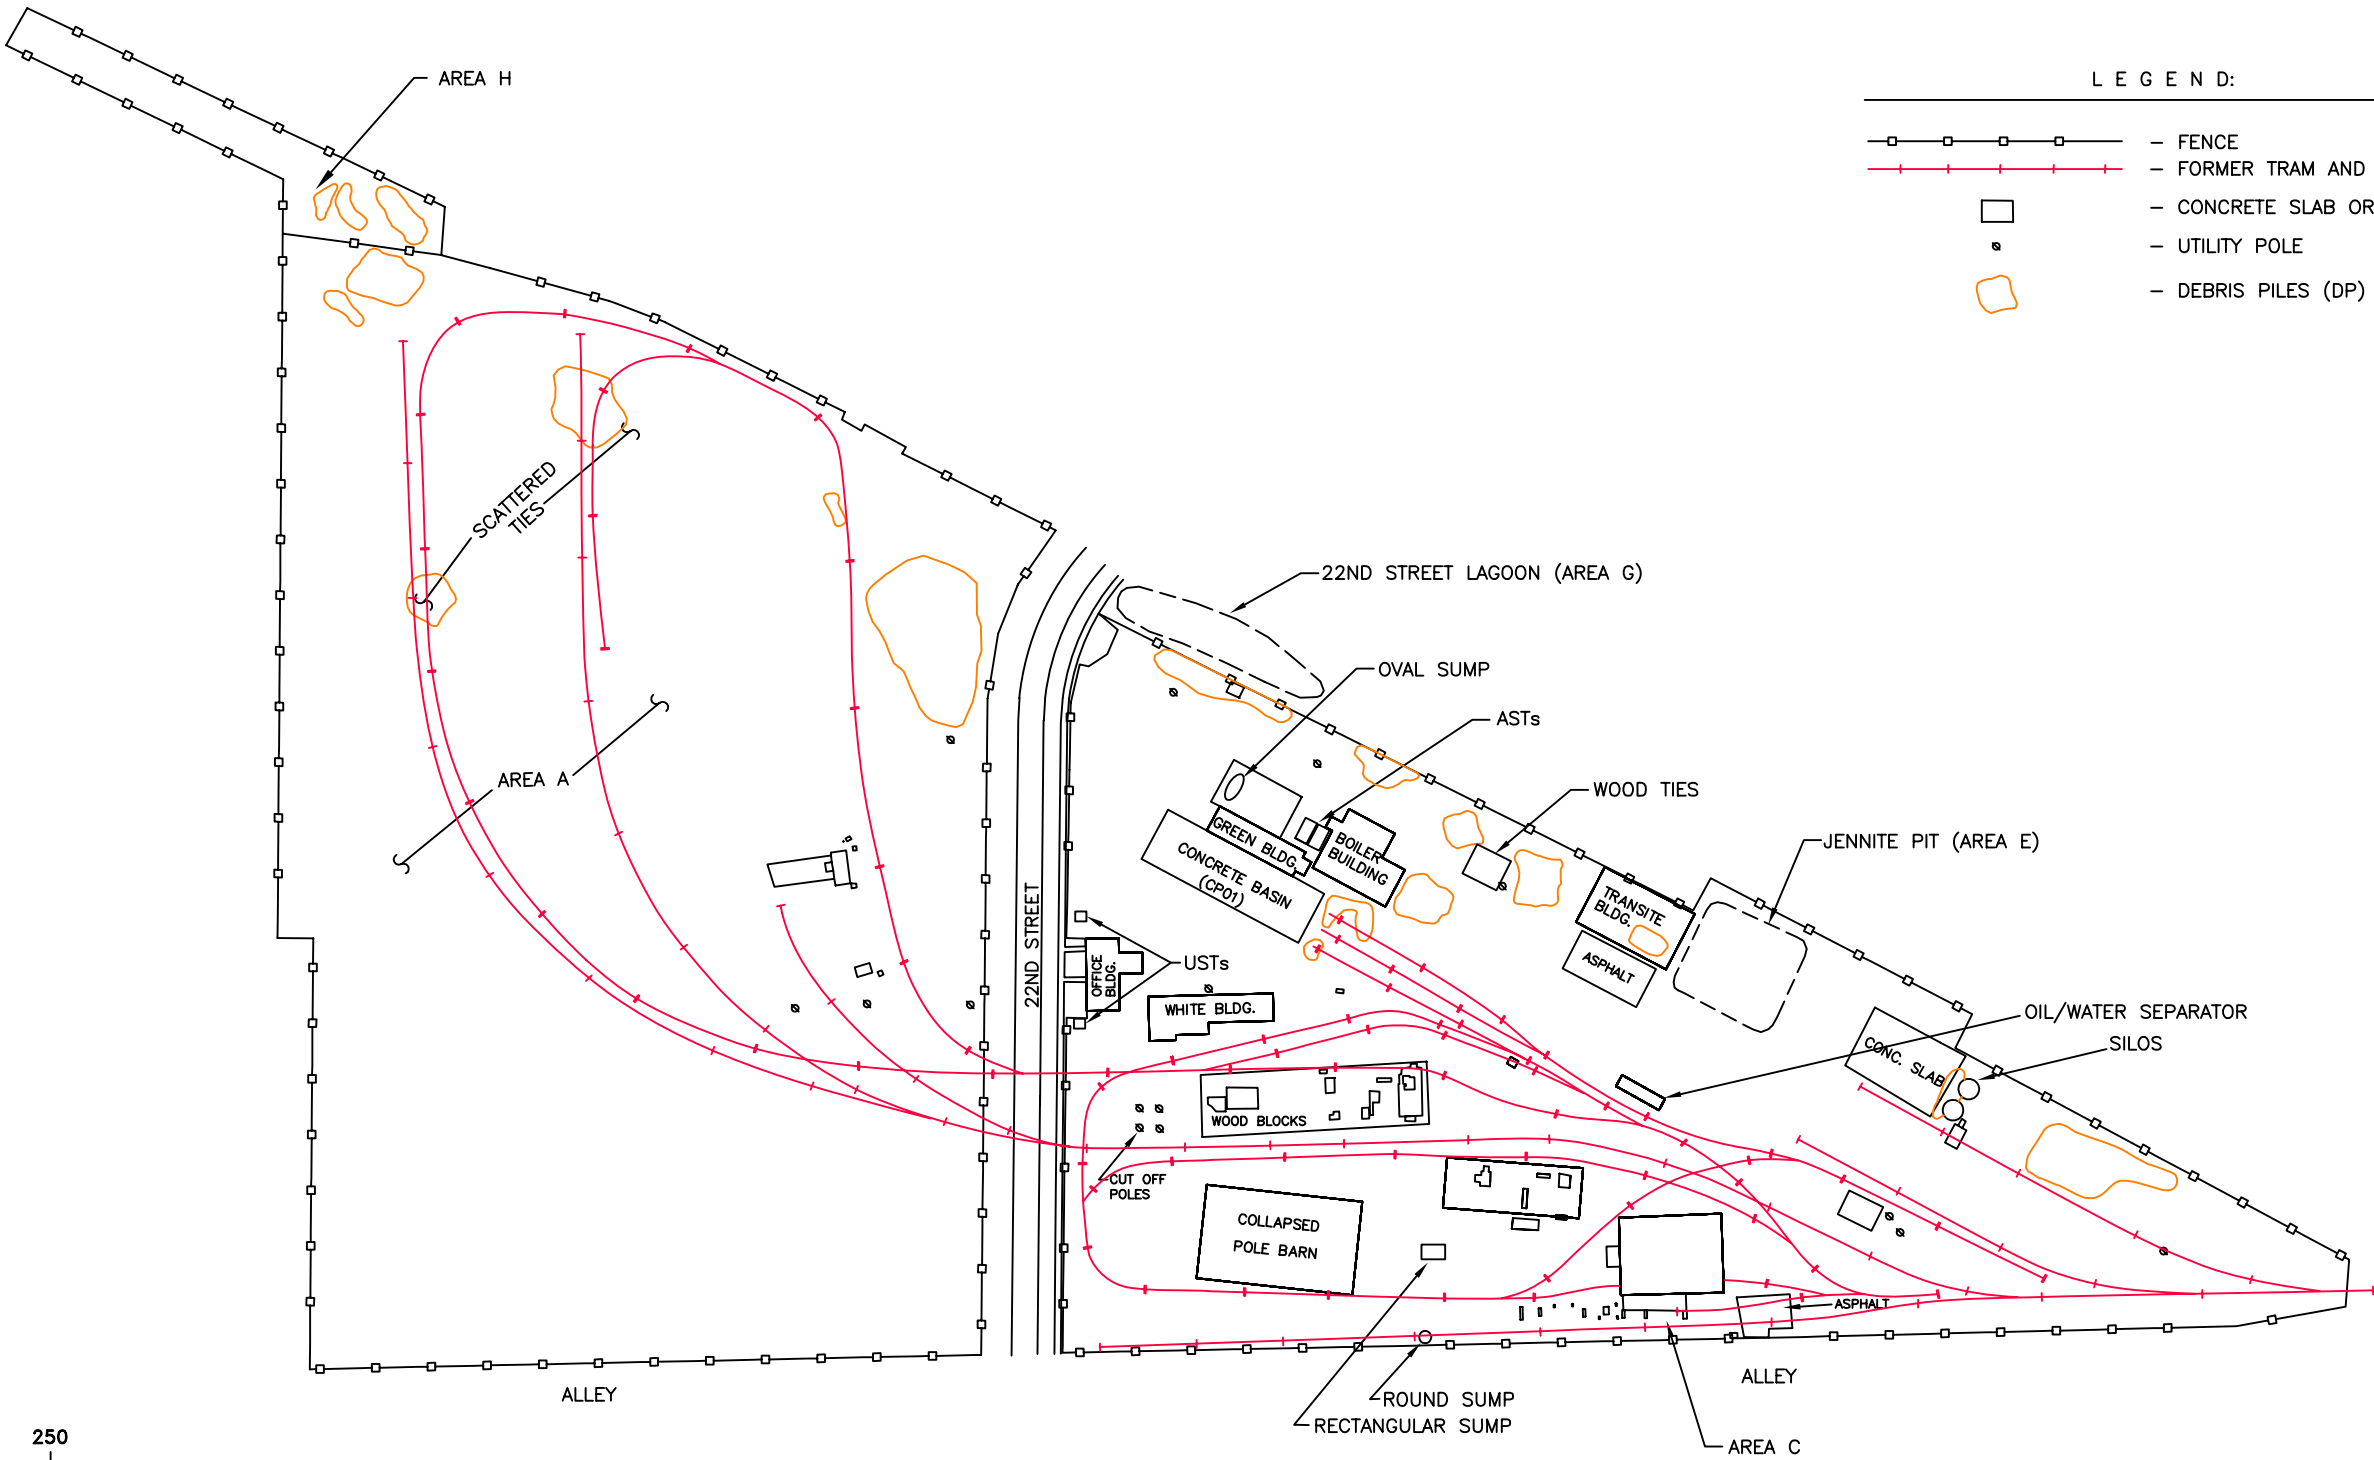 AREA H
L E G E N D:
– FENCE
– FORMER TRAM AND
– CONCRETE SLAB OR
– UTILITY POLE
– DEBRIS PILES (DP)
SCATTERED
TIES
22ND STREET LAGOON (AREA G)
OVAL SUMP
ASTs
AREA A
WOOD TIES
GREEN BLDG.
BOILER
BUILDING
JENNITE PIT (AREA E)
CONCRETE BASIN
(CP01)
TRANSITE
BLDG.
22ND STREET
OFFICE
BLDG.
USTs
ASPHALT
WHITE BLDG.
OIL/WATER SEPARATOR
SILOS
CONC. SLAB
WOOD BLOCKS
CUT OFF
POLES
COLLAPSED
POLE BARN
ASPHALT
ALLEY
ALLEY
ROUND SUMP
RECTANGULAR SUMP
AREA C
250